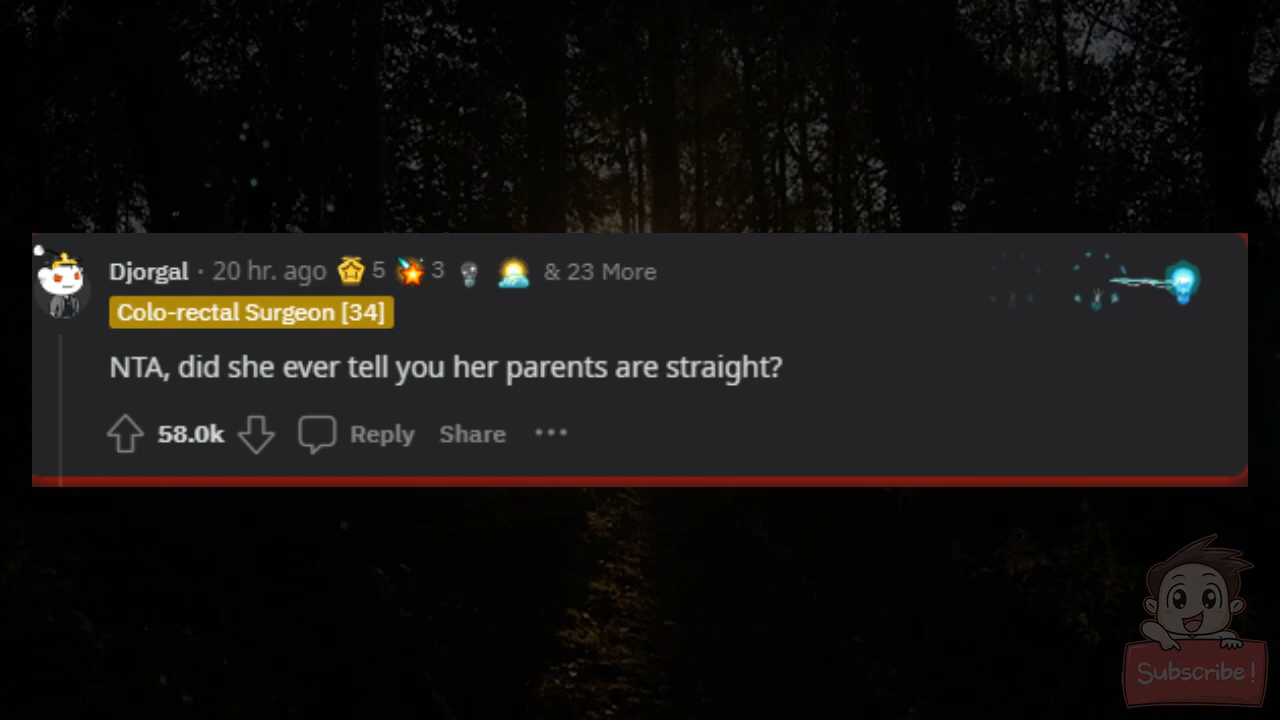 Djorgal · 20 hr. ago 5 3 & 23 More
Colo-rectal Surgeon [34]
NTA, did she ever tell you her parents are straight?
58.0k Reply Share ···
Subscribe!